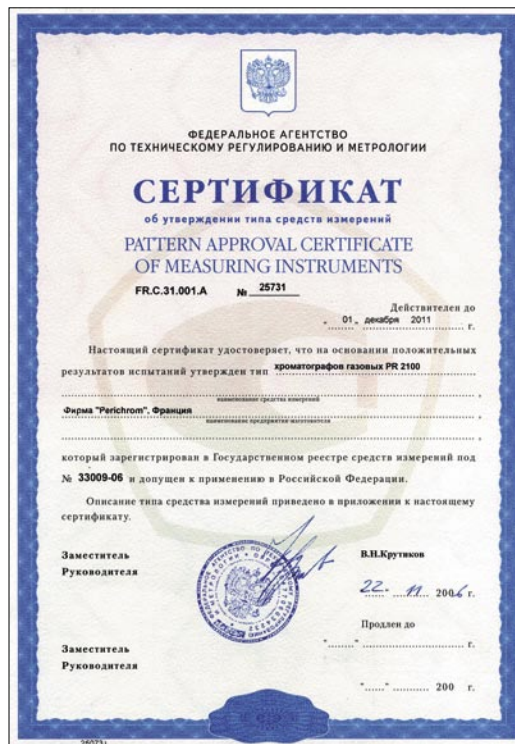 ФЕДЕРАЛЬНОЕ АГЕНТСТВО
ПО ТЕХНИЧЕСКОМУ РЕГУЛИРОВАНИЮ И МЕТРОЛОГИИ
СЕРТИФИКАТ
об утверждении типа средств измерений
PATTERN APPROVAL CERTIFICATE
OF MEASURING INSTRUMENTS
FR.C.31.001.A № 25731
Действителен до
" 01 " декабря 2011 г.
Настоящий сертификат удостоверяет, что на основании положительных
результатов испытаний утвержден тип хроматографов газовых PR 2100
наименование средства измерений
Фирма "Perichrom", Франция
наименование предприятия-изготовителя
который зарегистрирован в Государственном реестре средств измерений под
№ 33009-06 и допущен к применению в Российской Федерации.
Описание типа средства измерений приведено в приложении к настоящему
сертификату.
Заместитель
Руководителя
В.Н.Крутиков
22. 11 2006 г.
Продлен до
"......" .................... г.
Заместитель
Руководителя
"......" ........... 200 г.